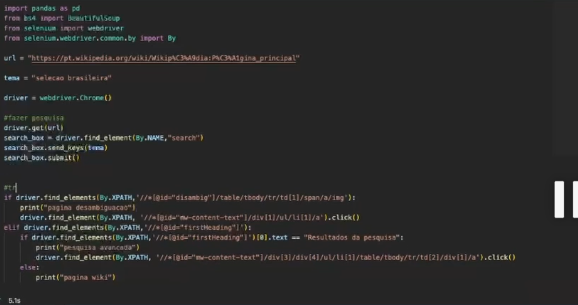 import pandas as pd
from bs4 import BeautifulSoup
from selenium import webdriver
from selenium.webdriver.common.by import By
url = "https://pt.wikipedia.org/wiki/Wikip%C3%A9dia:P%C3%A1gina_principal"
tema = "selecao brasileira"
driver = webdriver.Chrome()
#fazer pesquisa
driver.get(url)
search_box = driver.find_element(By.NAME,"search")
search_box.send_keys(tema)
search_box.submit()
#tr
if driver.find_elements(By.XPATH,'//*[@id="disambig"]/table/tbody/tr/td[1]/span/a/img'):
print("pagina desambiguacao")
driver.find_element(By.XPATH, '//*[@id="mw-content-text"]/div[1]/ul/li[1]/a').click()
elif driver.find_elements(By.XPATH,'//*[@id="firstHeading"]'):
if driver.find_elements(By.XPATH,'//*[@id="firstHeading"]')[0].text == "Resultados da pesquisa":
print("pesquisa avancada")
driver.find_element(By.XPATH, '//*[@id="mw-content-text"]/div[3]/div[4]/ul/li[1]/table/tbody/tr/td[2]/div[1]/a').click()
else:
print("pagina wiki")
5.1s